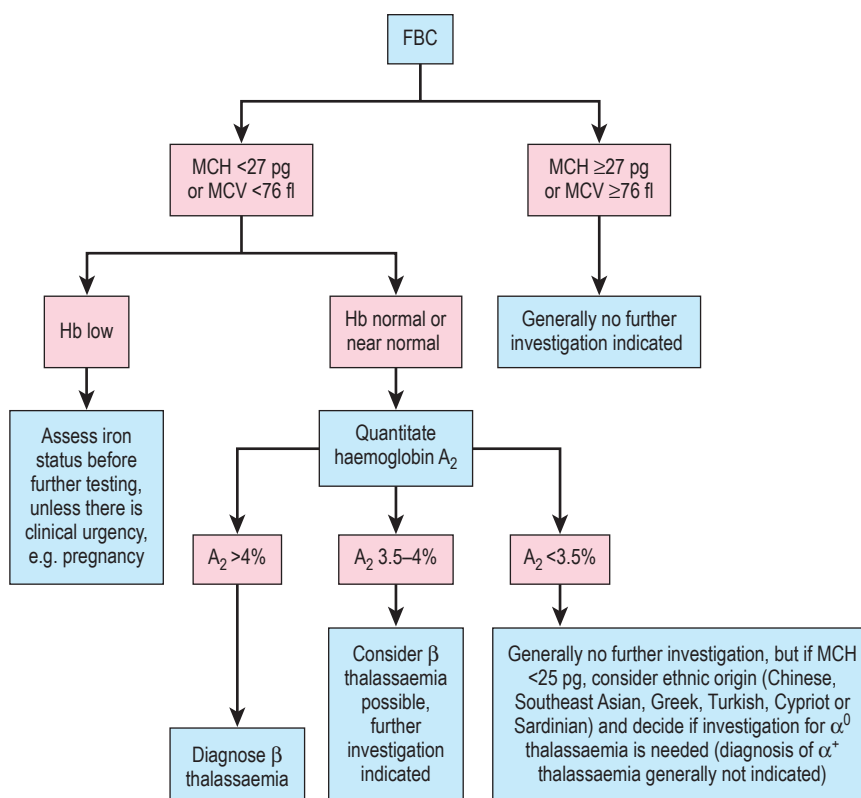 FBC
MCH <27 pg
or MCV <76 fl
MCH ≥27 pg
or MCV ≥76 fl
Hb low
Hb normal or
near normal
Generally no further
investigation indicated
Assess iron
status before
further testing,
unless there is
clinical urgency,
e.g. pregnancy
Quantitate
haemoglobin A₂
A₂ >4%
A₂ 3.5–4%
A₂ <3.5%
Diagnose β
thalassaemia
Consider β
thalassaemia
possible,
further
investigation
indicated
Generally no further investigation, but if MCH
<25 pg, consider ethnic origin (Chinese,
Southeast Asian, Greek, Turkish, Cypriot or
Sardinian) and decide if investigation for α⁰
thalassaemia is needed (diagnosis of α⁺
thalassaemia generally not indicated)